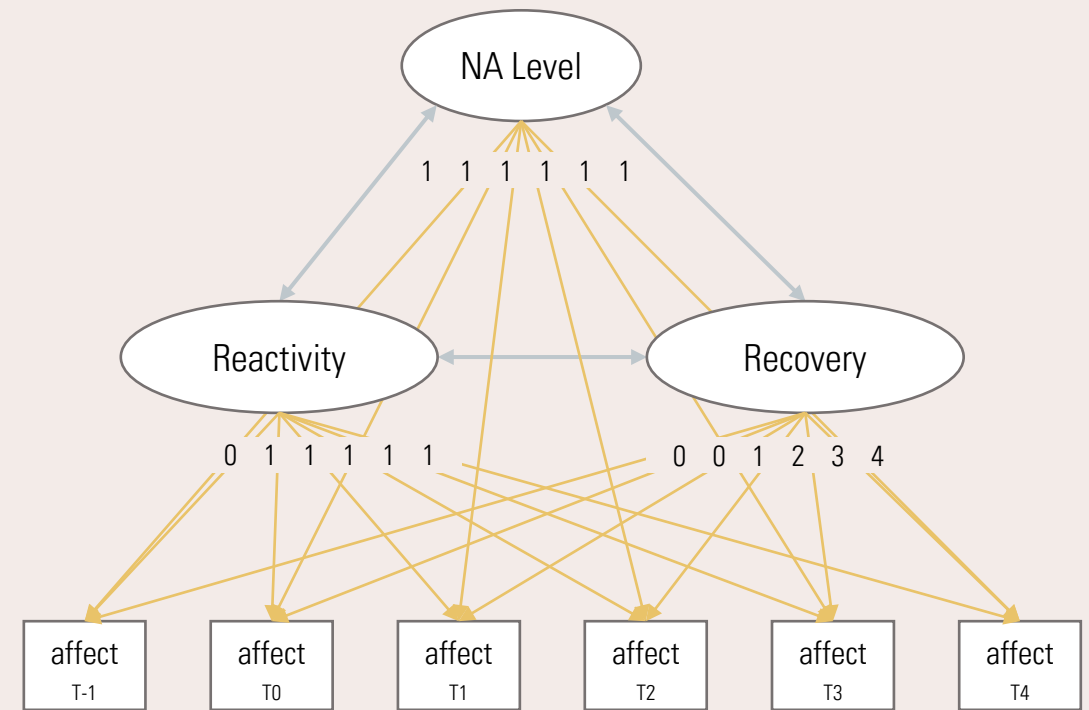 NA Level
1 1 1 1 1 1
Reactivity
Recovery
0 1 1 1 1 1
0 0 1 2 3 4
affect
T-1
affect
T0
affect
T1
affect
T2
affect
T3
affect
T4